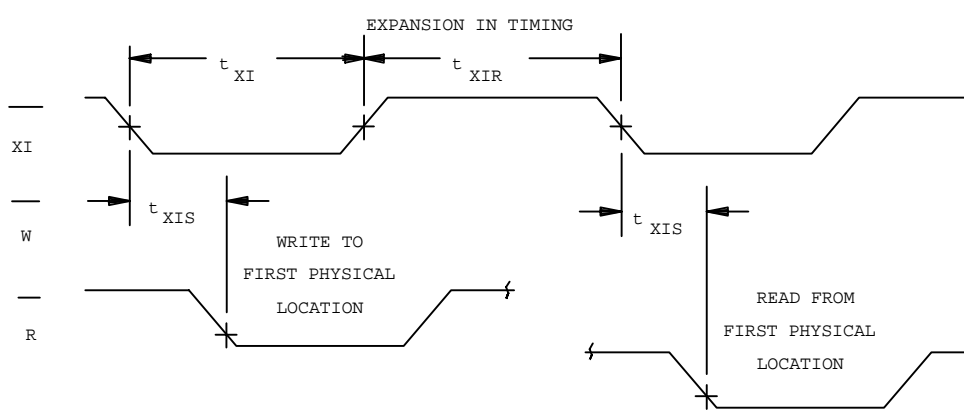 EXPANSION IN TIMING
t XI
t XIR
XI
t XIS
t XIS
W
WRITE TO
FIRST PHYSICAL
LOCATION
R
READ FROM
FIRST PHYSICAL
LOCATION